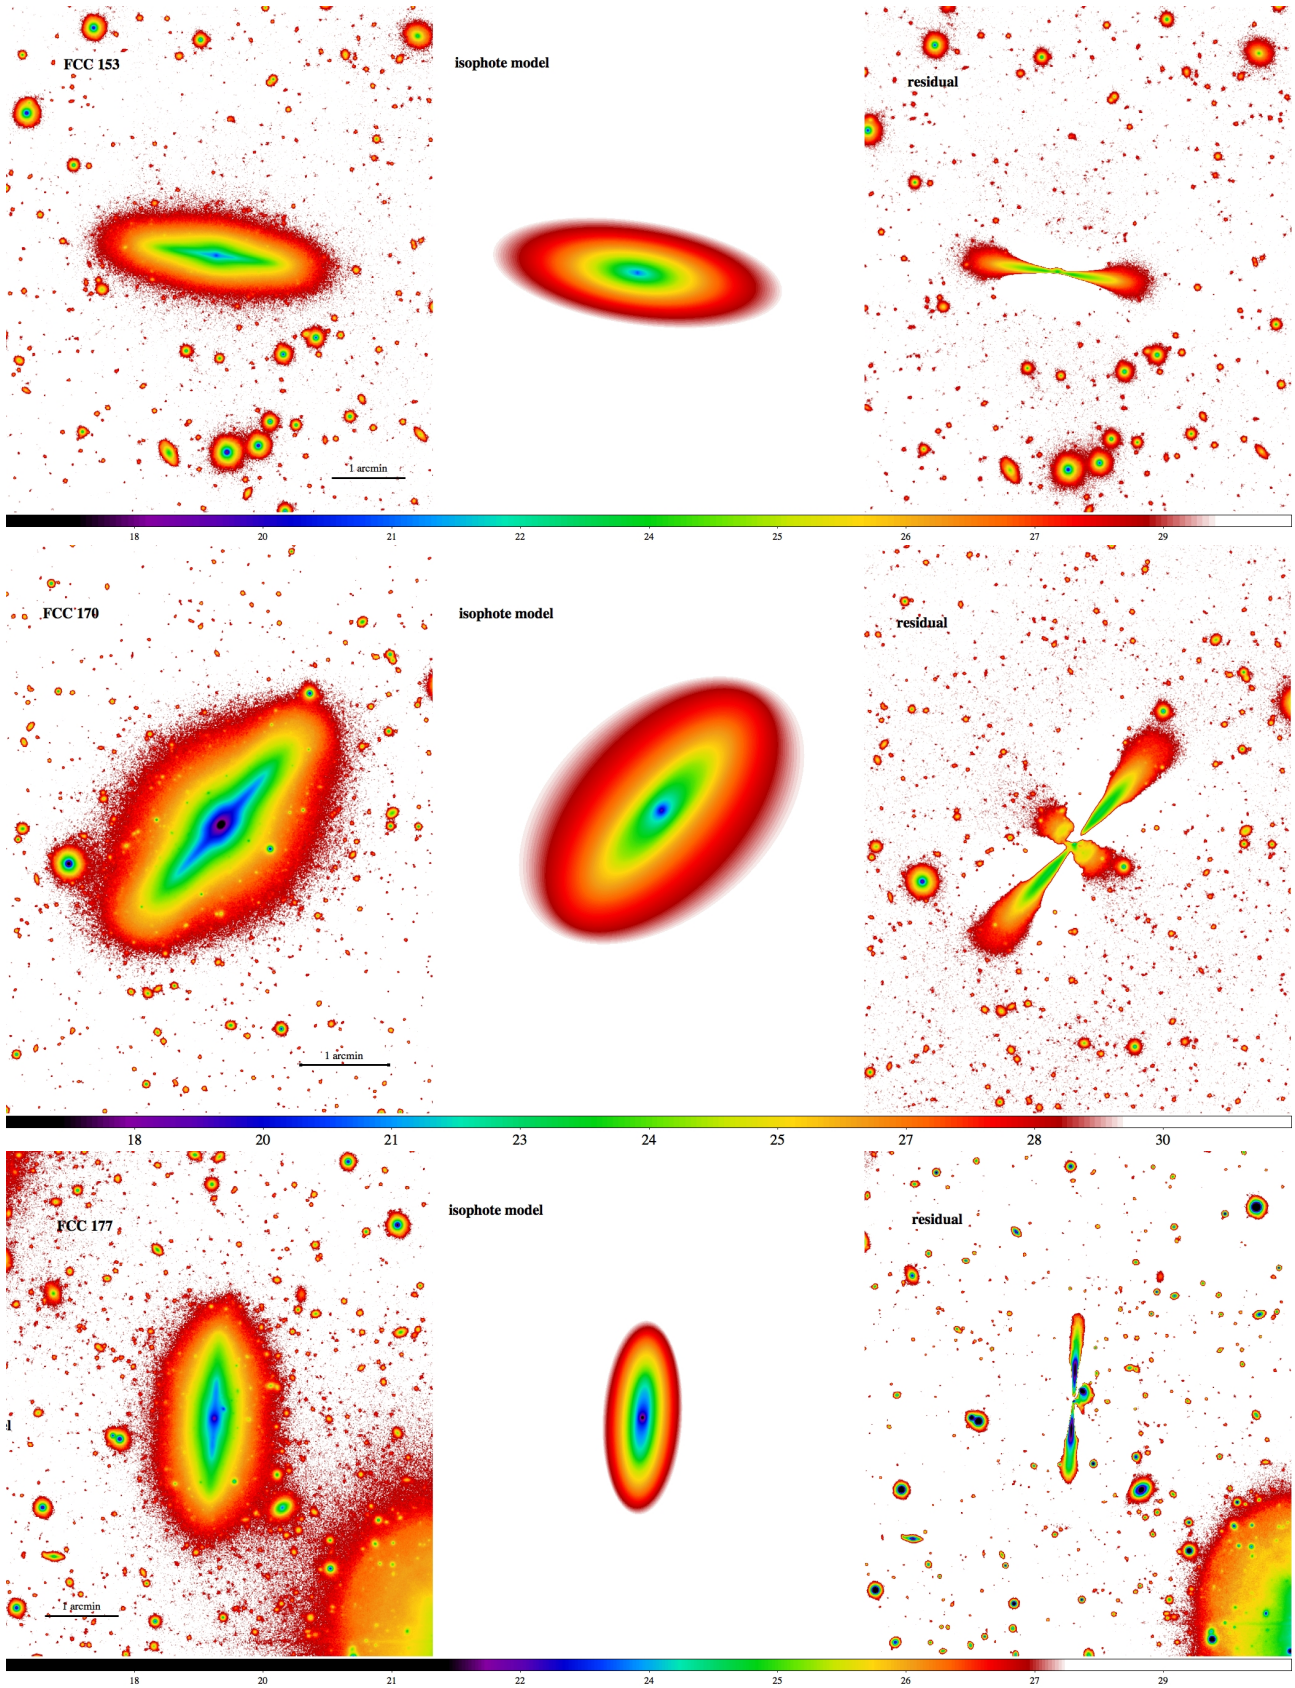 FCC 153
isophote model
residual
1 arcmin
18 20 21 22 24 25 26 27 29
FCC 170
isophote model
residual
1 arcmin
18 20 21 23 24 25 27 28 30
FCC 177
isophote model
residual
1 arcmin
18 20 21 22 24 25 26 27 29